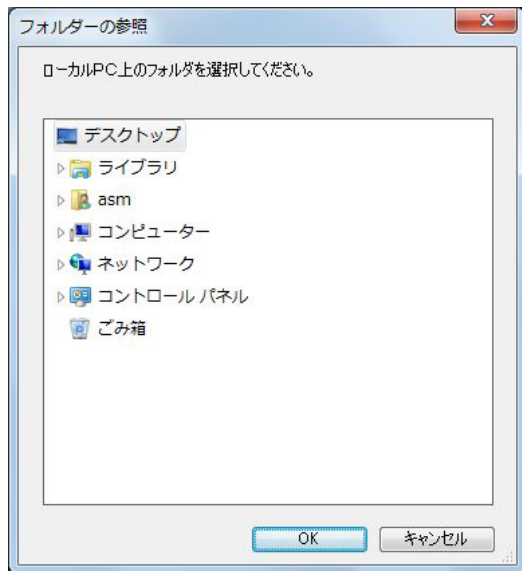 フォルダーの参照
ローカルPC上のフォルダを選択してください。
デスクトップ
ライブラリ
asm
コンピューター
ネットワーク
コントロール パネル
ごみ箱
OK キャンセル